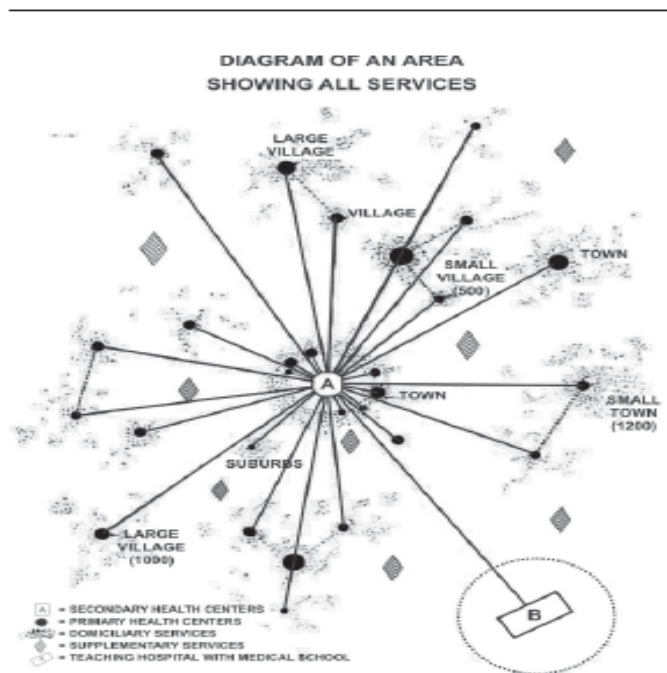 DIAGRAM OF AN AREA
SHOWING ALL SERVICES
LARGE
VILLAGE
VILLAGE
TOWN
SMALL
VILLAGE
(500)
A
TOWN
SMALL
TOWN
(1200)
SUBURBS
LARGE
VILLAGE
(1000)
B
A = SECONDARY HEALTH CENTERS
= PRIMARY HEALTH CENTERS
= DOMICILIARY SERVICES
= SUPPLEMENTARY SERVICES
= TEACHING HOSPITAL WITH MEDICAL SCHOOL